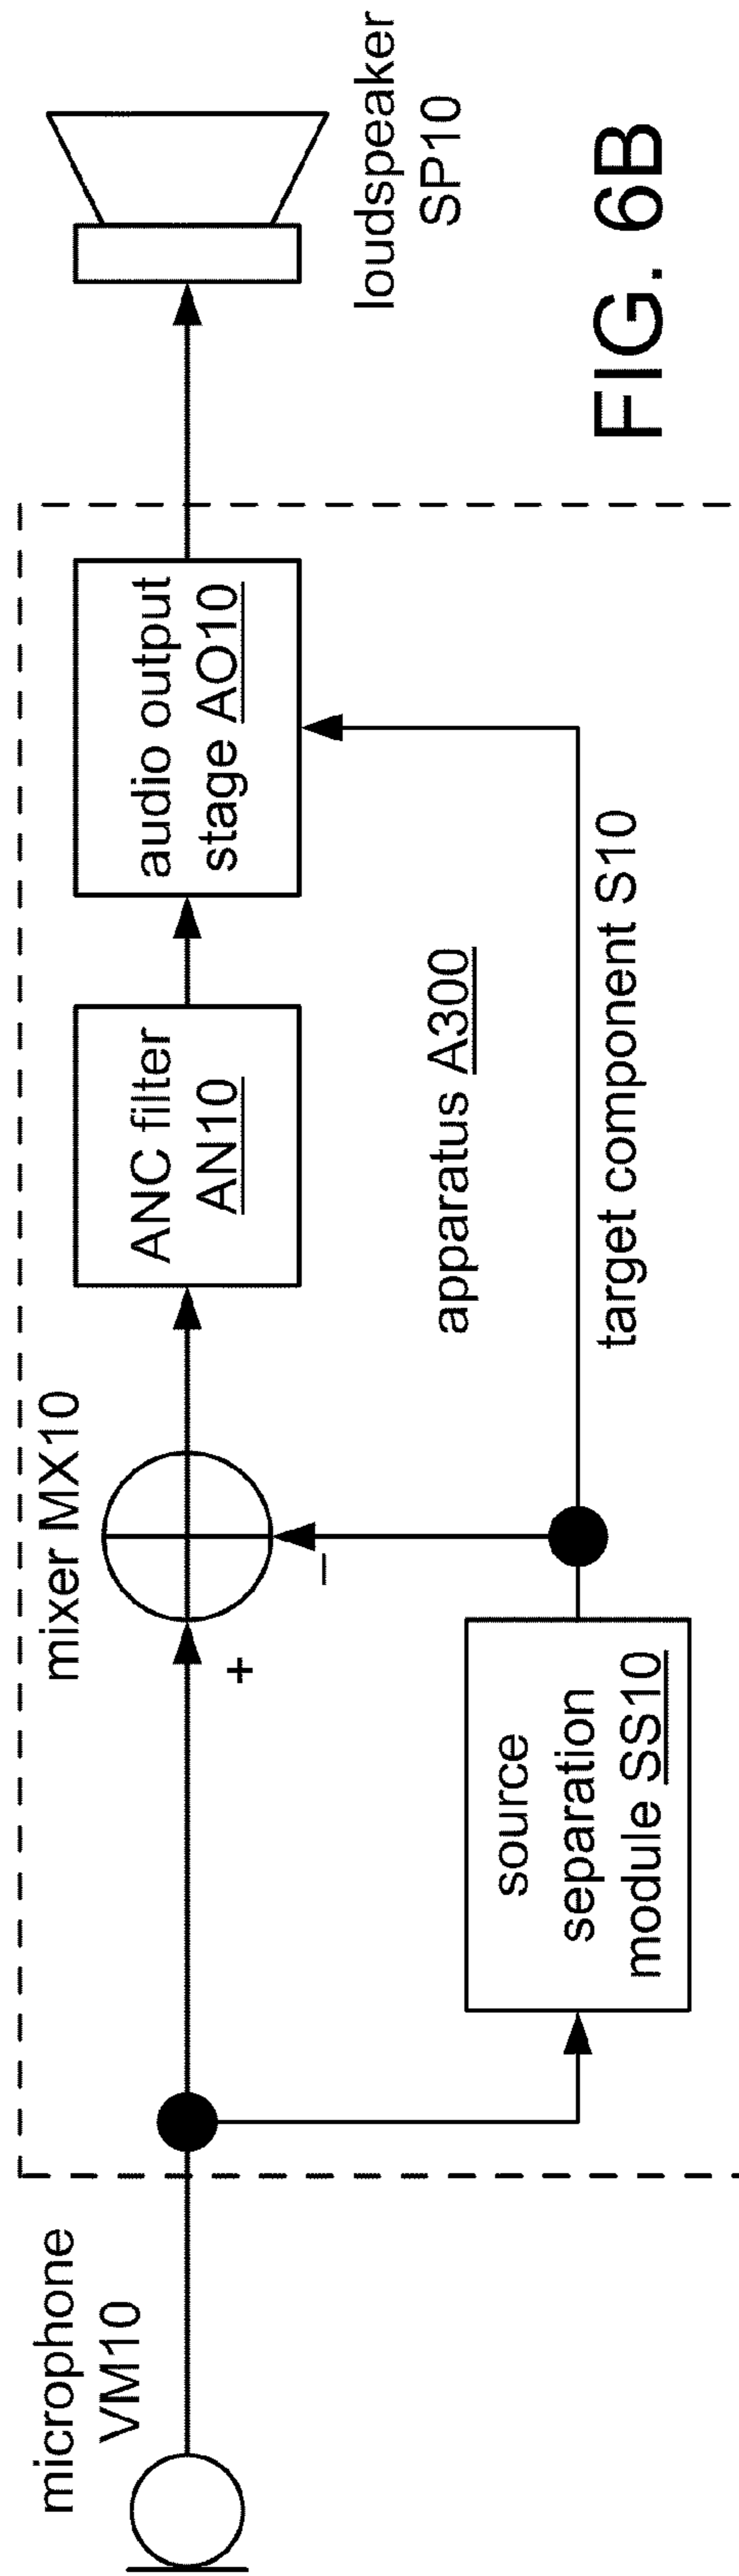 microphone
VM10
mixer MX10
+
–
source
separation
module SS10
ANC filter
AN10
audio output
stage AO10
apparatus A300
target component S10
loudspeaker
SP10
FIG. 6B